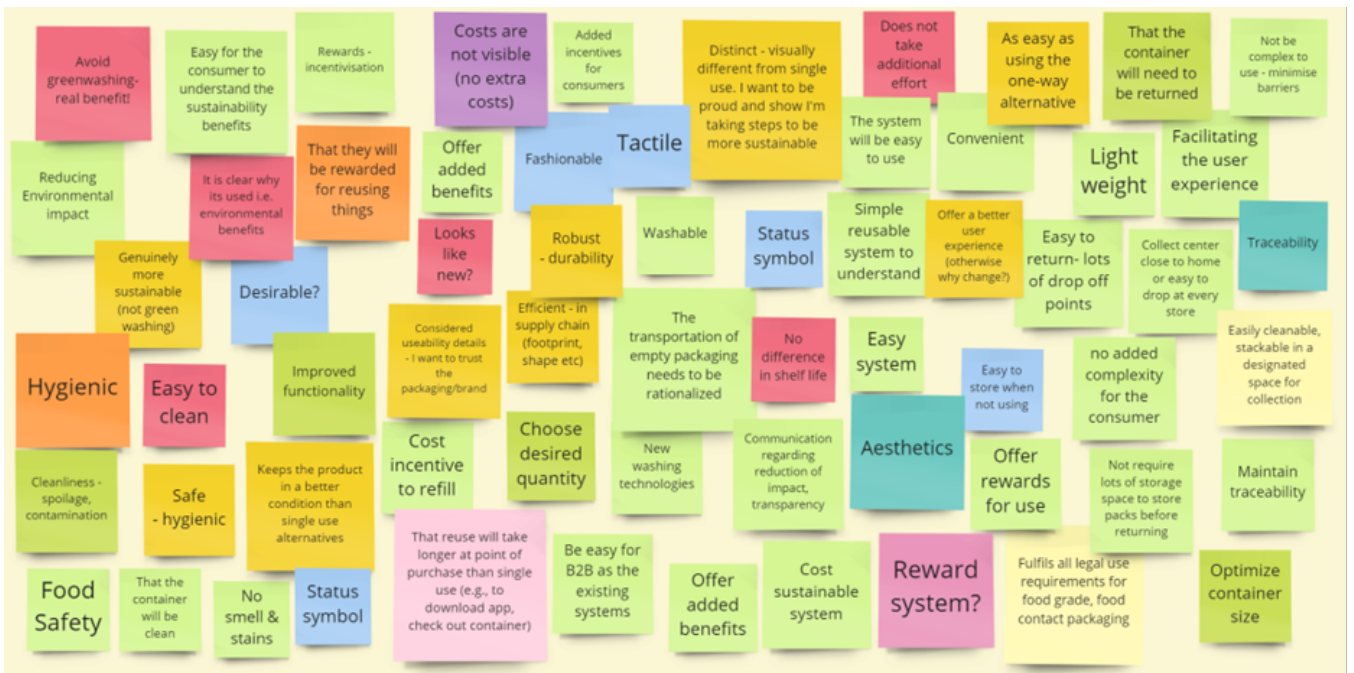 Avoid
greenwashing-
real benefit!
Easy for the
consumer to
understand the
sustainability
benefits
Rewards -
incentivisation
Costs are
not visible
(no extra
costs)
Added
incentives
for
consumers
Distinct - visually
different from single
use. I want to be
proud and show I'm
taking steps to be
more sustainable
Does not
take
additional
effort
As easy as
using the
one-way
alternative
That the
container
will need to
be returned
Not be
complex to
use - minimise
barriers
Reducing
Environmental
impact
It is clear why
its used i.e.
environmental
benefits
That they will
be rewarded
for reusing
things
Offer
added
benefits
Fashionable
Tactile
The system
will be easy
to use
Convenient
Light
weight
Facilitating
the user
experience
Genuinely
more
sustainable
(not green
washing)
Desirable?
Looks
like
new?
Robust
- durability
Washable
Status
symbol
Simple
reusable
system to
understand
Offer a better
user
experience
(otherwise
why change?)
Easy to
return- lots
of drop off
points
Collect center
close to home
or easy to
drop at every
store
Traceability
Hygienic
Easy to
clean
Improved
functionality
Considered
useability details
- I want to trust
the
packaging/brand
Efficient - in
supply chain
(footprint,
shape etc)
The
transportation of
empty packaging
needs to be
rationalized
No
difference
in shelf life
Easy
system
Easy to
store when
not using
no added
complexity
for the
consumer
Easily cleanable,
stackable in a
designated
space for
collection
Cleanliness -
spoilage,
contamination
Safe
- hygienic
Keeps the product
in a better
condition than
single use
alternatives
Cost
incentive
to refill
Choose
desired
quantity
New
washing
technologies
Communication
regarding
reduction of
impact,
transparency
Aesthetics
Offer
rewards
for use
Not require
lots of storage
space to store
packs before
returning
Maintain
traceability
Food
Safety
That the
container
will be
clean
No
smell &
stains
Status
symbol
That reuse will take
longer at point of
purchase than single
use (e.g., to
download app,
check out container)
Be easy for
B2B as the
existing
systems
Offer
added
benefits
Cost
sustainable
system
Reward
system?
Fulfils all legal use
requirements for
food grade, food
contact packaging
Optimize
container
size